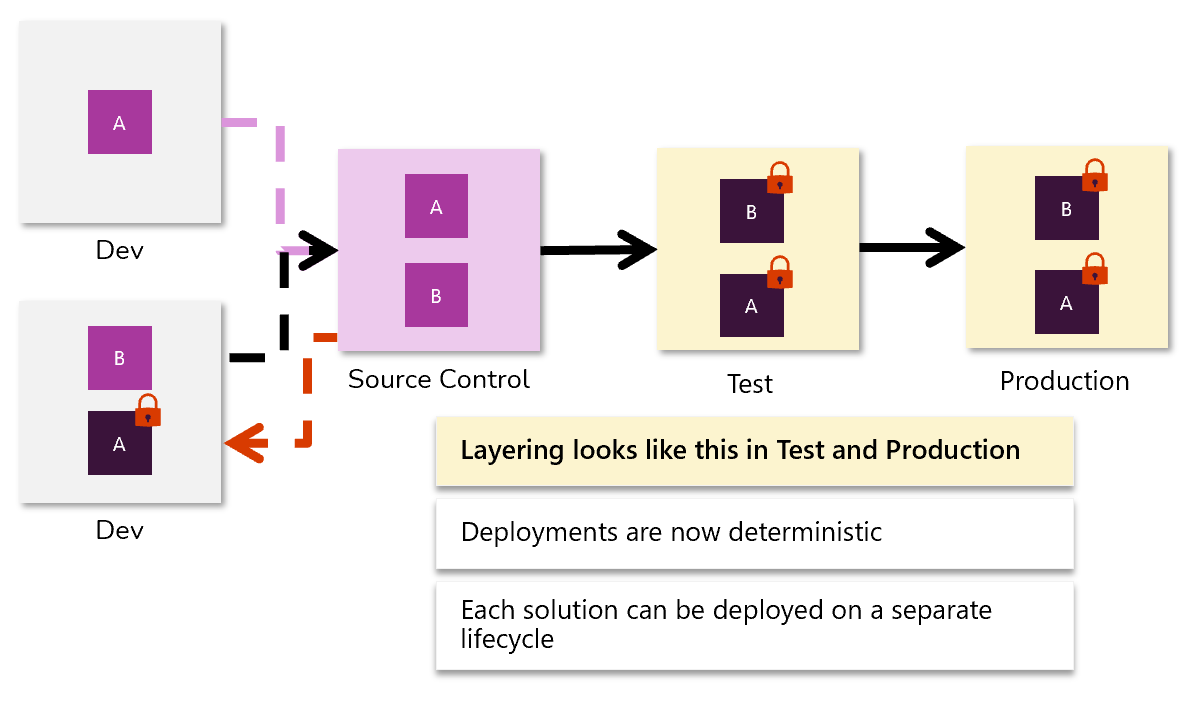 A
Dev
B
A
Dev
A
B
Source Control
B
A
Test
B
A
Production
Layering looks like this in Test and Production
Deployments are now deterministic
Each solution can be deployed on a separate
lifecycle